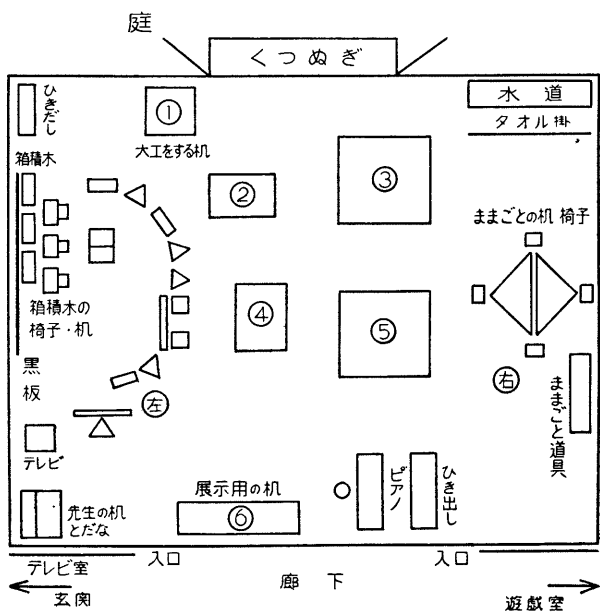 庭
くつぬぎ
ひきだし
①
大工をする机
水道
タオル掛
箱積木
②
③
ままごとの机 椅子
箱積木の
椅子・机
④
⑤
黒板
左
右
ままごと道具
テレビ
先生の机
とだな
展示用の机
⑥
ピアノ
ひき出し
テレビ室
入口
入口
玄関
廊下
遊戯室